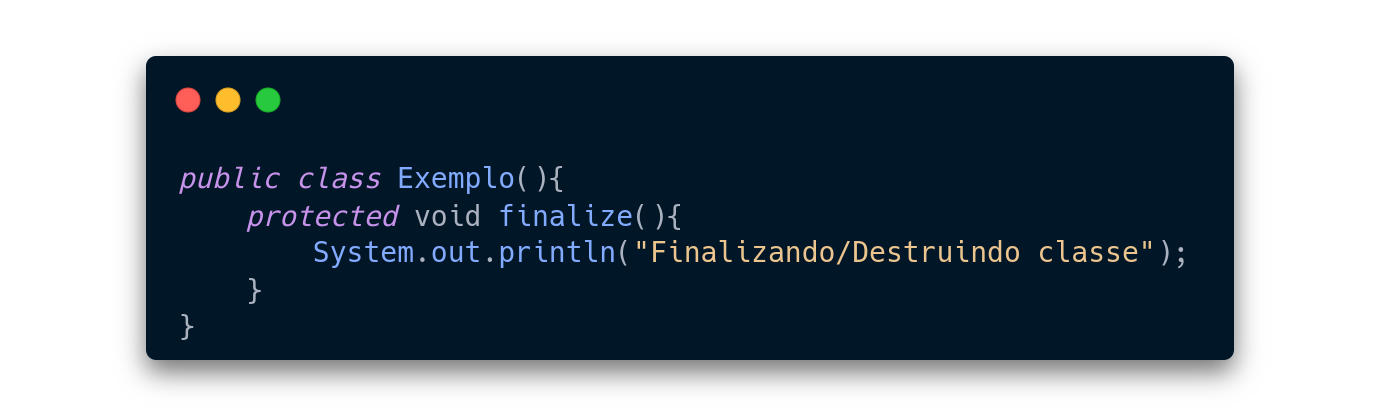 public class Exemplo(){
    protected void finalize(){
        System.out.println("Finalizando/Destruindo classe");
    }
}